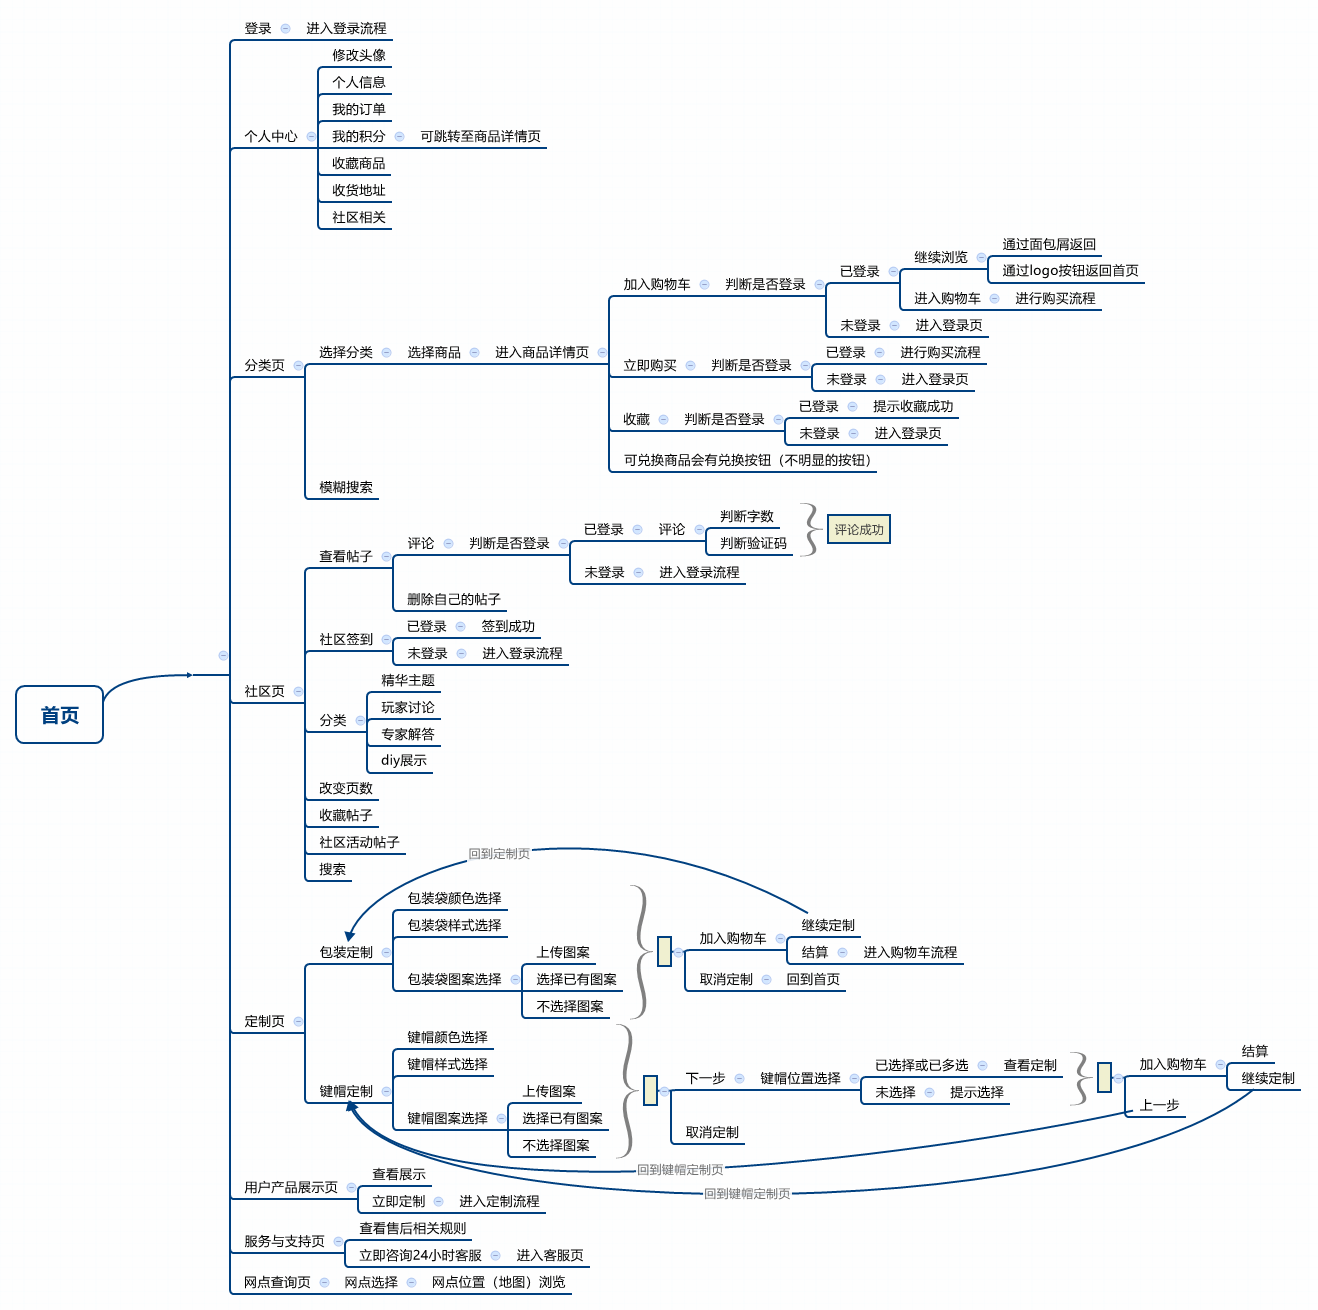 首页
登录
进入登录流程
个人中心
修改头像
个人信息
我的订单
我的积分
可跳转至商品详情页
收藏商品
收货地址
社区相关
分类页
选择分类
选择商品
进入商品详情页
加入购物车
判断是否登录
已登录
继续浏览
通过面包屑返回
通过logo按钮返回首页
进入购物车
进行购买流程
未登录
进入登录页
立即购买
判断是否登录
已登录
进行购买流程
未登录
进入登录页
收藏
判断是否登录
已登录
提示收藏成功
未登录
进入登录页
可兑换商品会有兑换按钮（不明显的按钮）
模糊搜索
社区页
查看帖子
评论
判断是否登录
已登录
评论
判断字数
判断验证码
评论成功
未登录
进入登录流程
删除自己的帖子
社区签到
已登录
签到成功
未登录
进入登录流程
分类
精华主题
玩家讨论
专家解答
diy展示
改变页数
收藏帖子
社区活动帖子
搜索
定制页
回到定制页
包装定制
包装袋颜色选择
包装袋样式选择
包装袋图案选择
上传图案
选择已有图案
不选择图案
加入购物车
继续定制
结算
进入购物车流程
取消定制
回到首页
键帽定制
键帽颜色选择
键帽样式选择
键帽图案选择
上传图案
选择已有图案
不选择图案
下一步
键帽位置选择
已选择或已多选
查看定制
未选择
提示选择
取消定制
加入购物车
结算
继续定制
上一步
回到键帽定制页
回到键帽定制页
用户产品展示页
查看展示
立即定制
进入定制流程
服务与支持页
查看售后相关规则
立即咨询24小时客服
进入客服页
网点查询页
网点选择
网点位置（地图）浏览